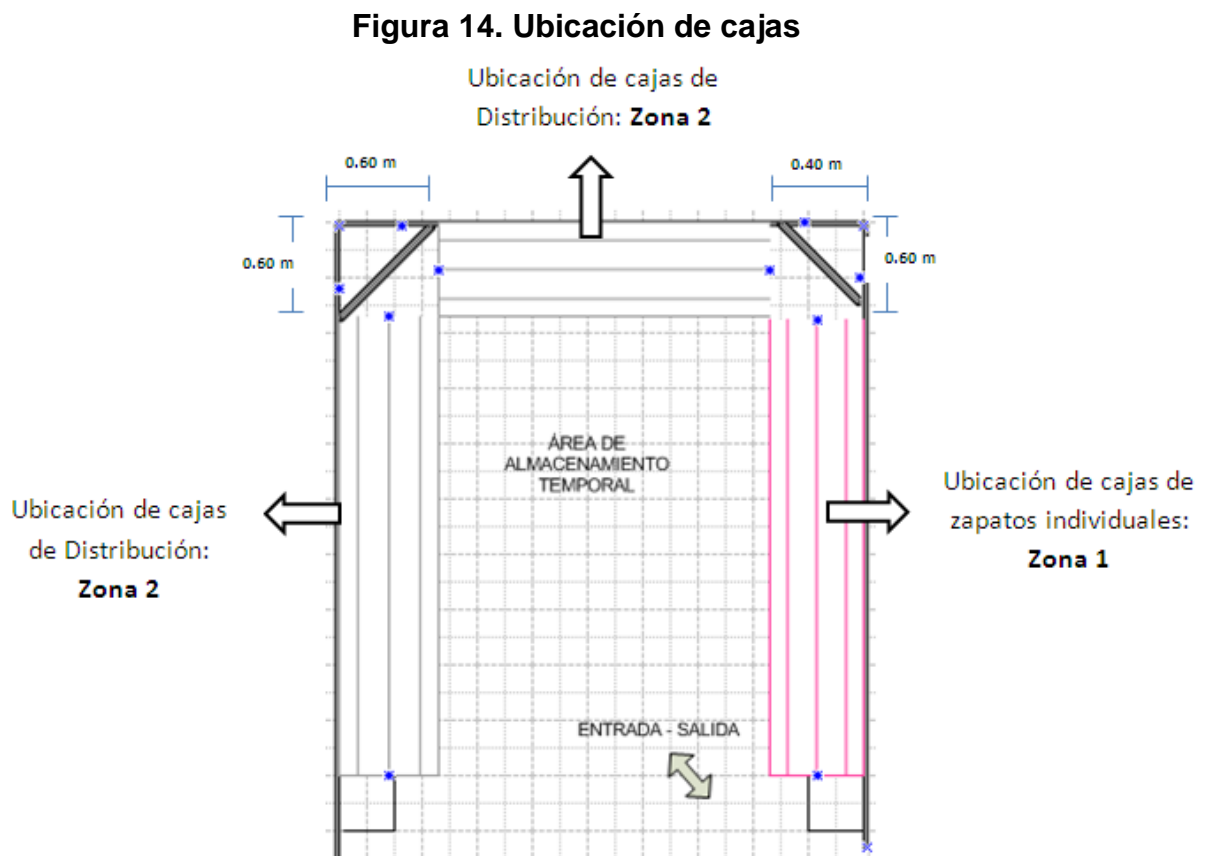 Figura 14. Ubicación de cajas
Ubicación de cajas de
Distribución: Zona 2
0.60 m
0.40 m
0.60 m
0.60 m
ÁREA DE
ALMACENAMIENTO
TEMPORAL
Ubicación de cajas
de Distribución:
Zona 2
Ubicación de cajas de
zapatos individuales:
Zona 1
ENTRADA - SALIDA